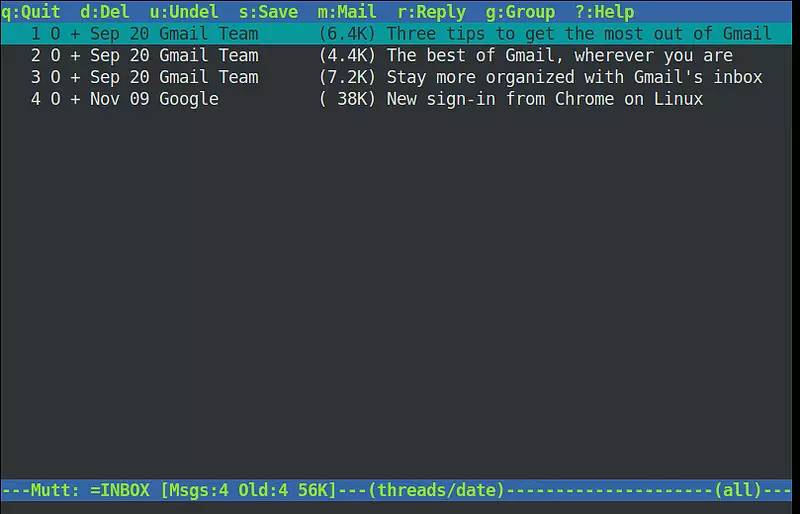 q:Quit  d:Del  u:Undel  s:Save  m:Mail  r:Reply  g:Group  ?:Help
   1 O + Sep 20 Gmail Team      (6.4K) Three tips to get the most out of Gmail
   2 O + Sep 20 Gmail Team      (4.4K) The best of Gmail, wherever you are
   3 O + Sep 20 Gmail Team      (7.2K) Stay more organized with Gmail's inbox
   4 O + Nov 09 Google          ( 38K) New sign-in from Chrome on Linux
---Mutt: =INBOX [Msgs:4 Old:4 56K]---(threads/date)---------------------(all)---